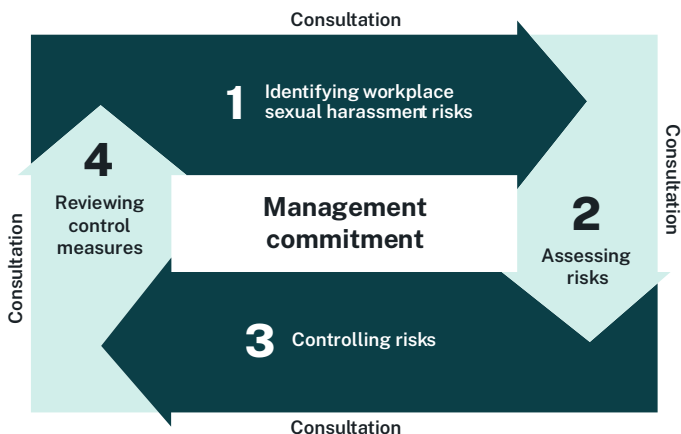 Consultation
1
Identifying workplace
sexual harassment risks
Consultation
2
Assessing
risks
Management
commitment
3
Controlling risks
Consultation
4
Reviewing
control
measures
Consultation